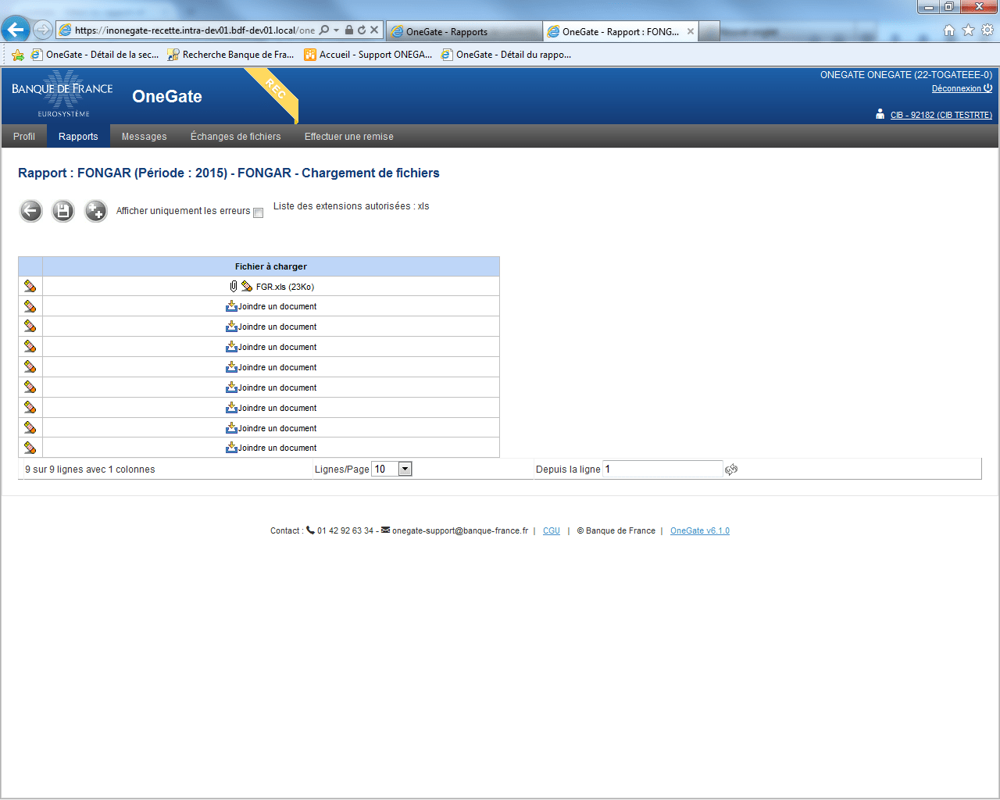 https://inonegate-recette.intra-dev01.bdf-dev01.local/one
OneGate - Rapports
OneGate - Rapport : FONG...
OneGate - Détail de la sec...
Recherche Banque de Fra...
Accueil - Support ONEGA...
OneGate - Détail du rappo...
BANQUE DE FRANCE
EUROSYSTÈME
OneGate
REC
ONEGATE ONEGATE (22-TOGATEEE-0)
Déconnexion
CIB - 92182 (CIB TESTRTE)
Profil
Rapports
Messages
Échanges de fichiers
Effectuer une remise
Rapport : FONGAR (Période : 2015) - FONGAR - Chargement de fichiers
Afficher uniquement les erreurs
Liste des extensions autorisées : xls
Fichier à charger
FGR.xls (23Ko)
Joindre un document
Joindre un document
Joindre un document
Joindre un document
Joindre un document
Joindre un document
Joindre un document
Joindre un document
9 sur 9 lignes avec 1 colonnes
Lignes/Page 10
Depuis la ligne 1
Contact : 01 42 92 63 34 - onegate-support@banque-france.fr | CGU | © Banque de France | OneGate v6.1.0